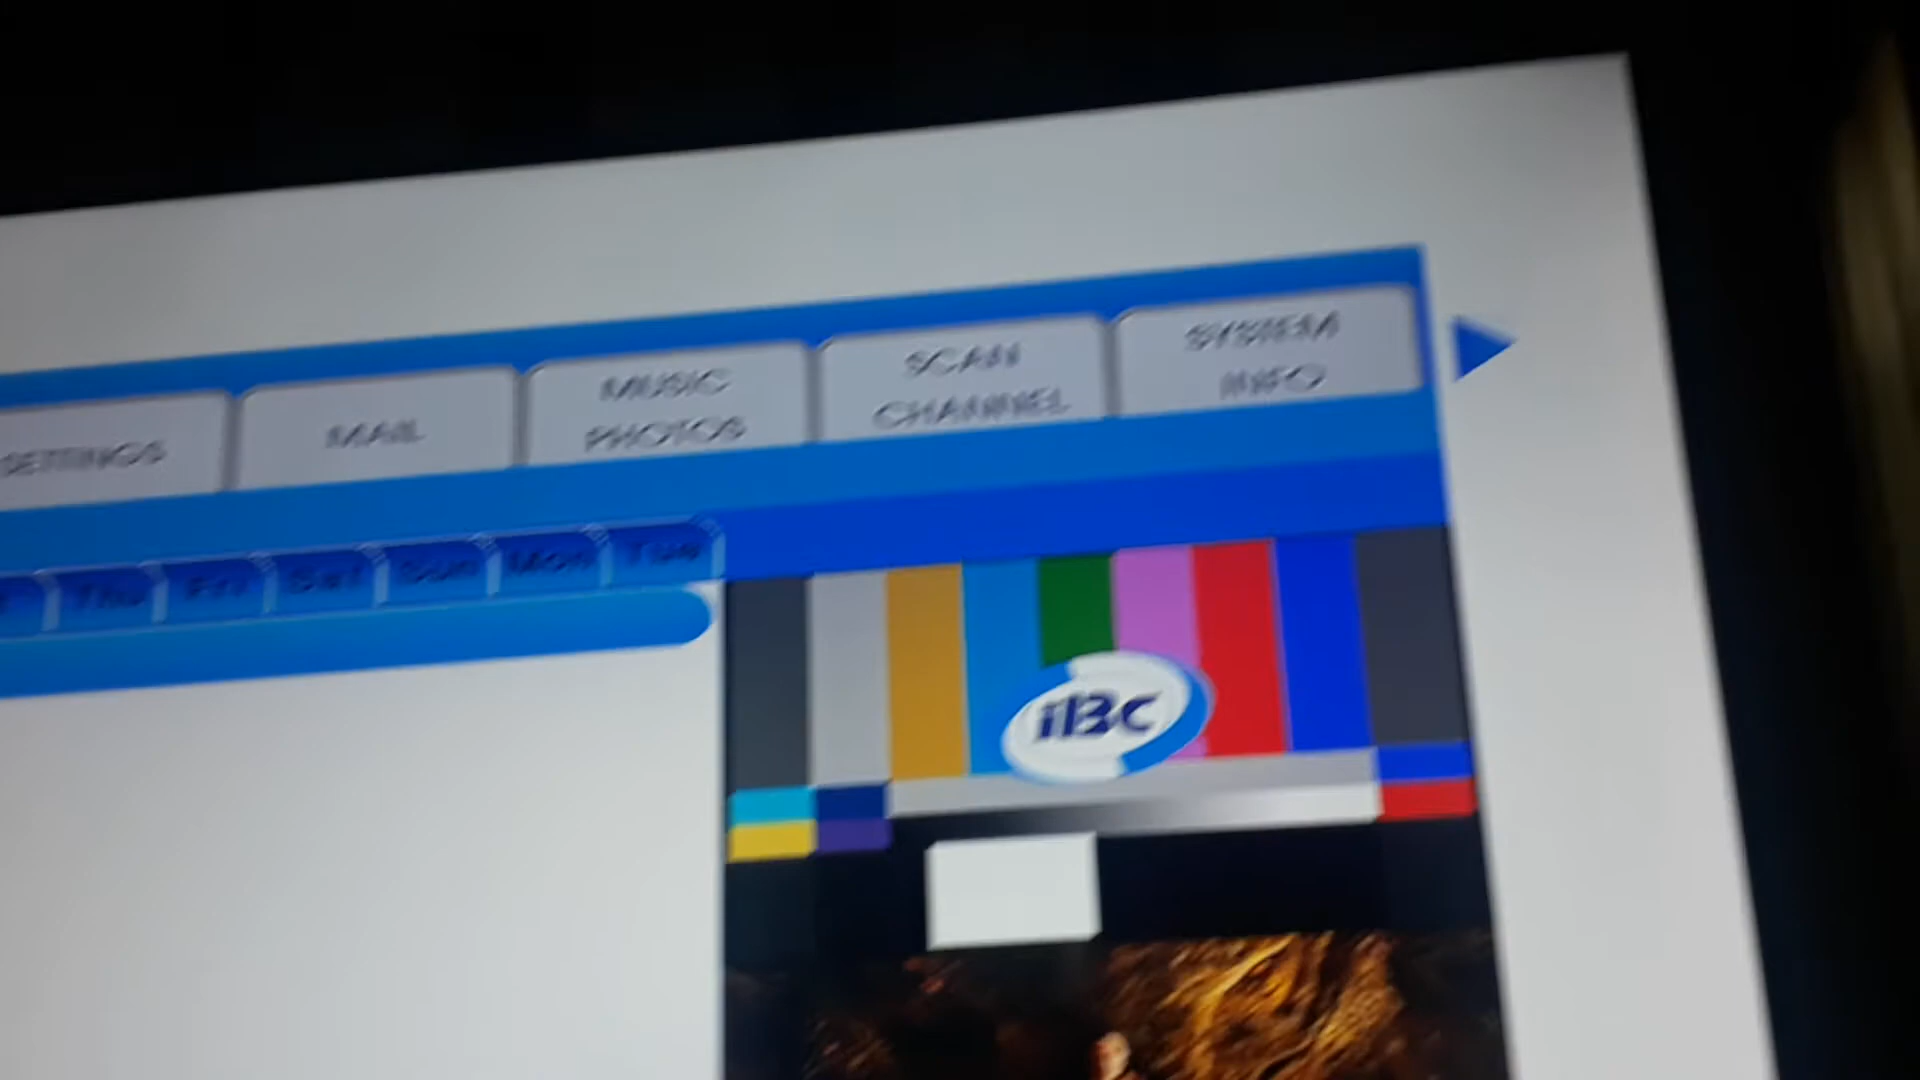 SETTINGS
MAIL
MUSIC
PHOTOS
SCAN
CHANNEL
SYSTEM
INFO
Thu Fri Sat Sun Mon Tue
iBC